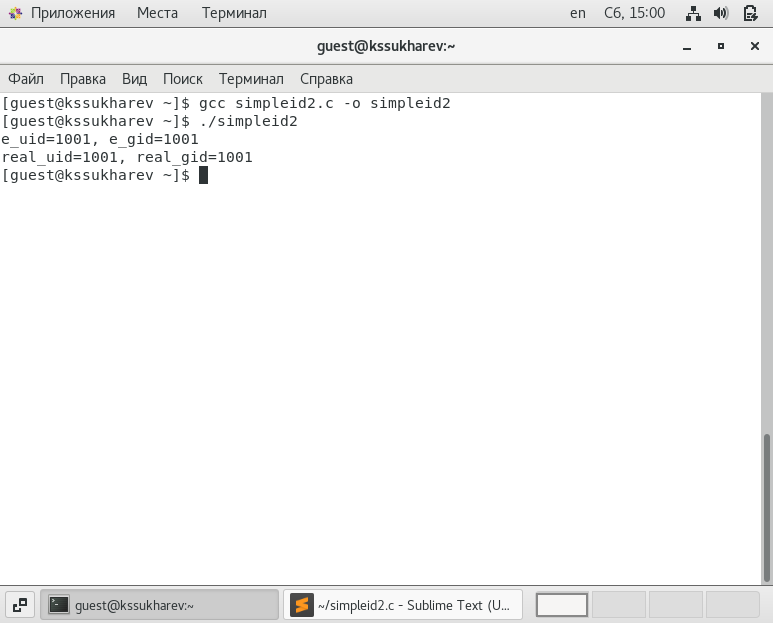 Приложения Места Терминал en Сб, 15:00
guest@kssukharev:~
Файл Правка Вид Поиск Терминал Справка
[guest@kssukharev ~]$ gcc simpleid2.c -o simpleid2
[guest@kssukharev ~]$ ./simpleid2
e_uid=1001, e_gid=1001
real_uid=1001, real_gid=1001
[guest@kssukharev ~]$
guest@kssukharev:~ ~/simpleid2.c - Sublime Text (U...